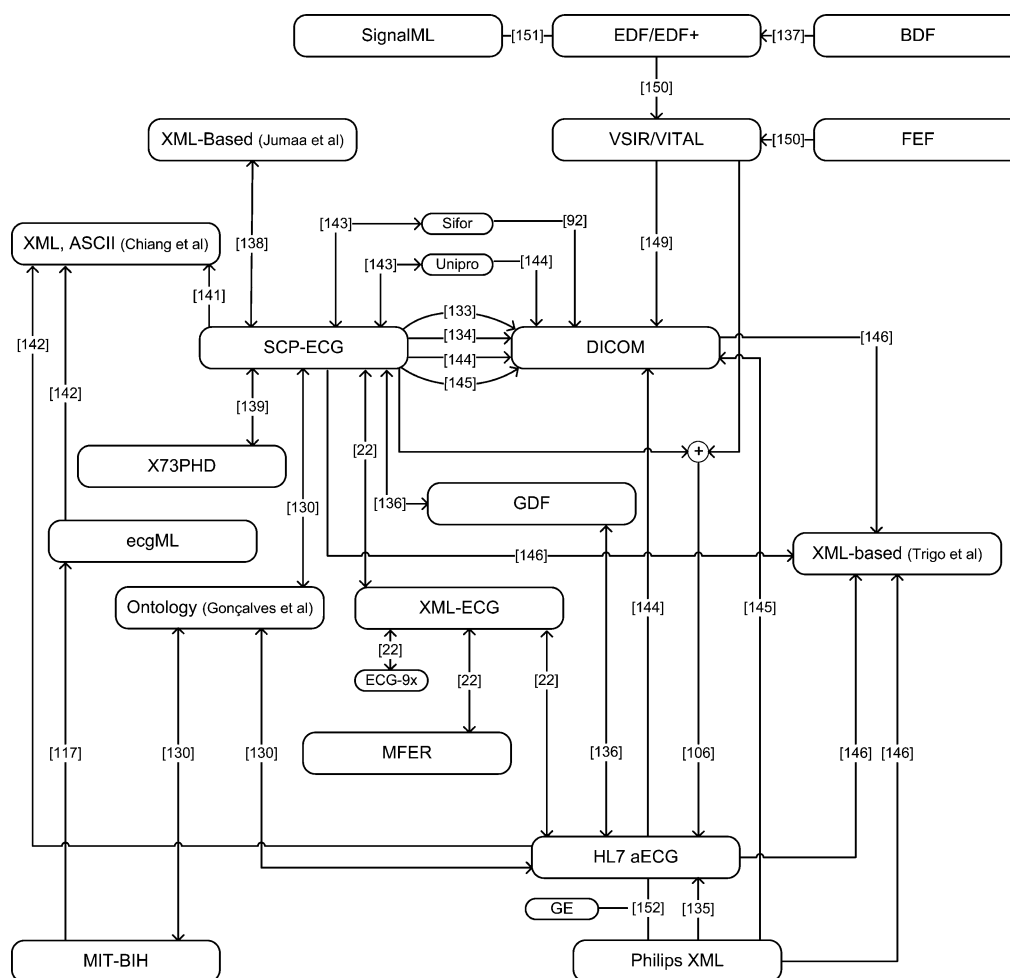 SignalML
[151]
EDF/EDF+
[137]
BDF
[150]
XML-Based (Jumaa et al)
VSIR/VITAL
[150]
FEF
XML, ASCII (Chiang et al)
[138]
[143]
Sifor
[92]
[149]
[143]
Unipro
[144]
[141]
[142]
SCP-ECG
[133]
[134]
[144]
[145]
DICOM
[146]
[142]
[139]
[22]
+
X73PHD
[130]
[136]
GDF
ecgML
[146]
XML-based (Trigo et al)
Ontology (Gonçalves et al)
XML-ECG
[144]
[145]
[22]
ECG-9x
[22]
[22]
[117]
[130]
[130]
MFER
[136]
[106]
[146]
[146]
HL7 aECG
GE
[152]
[135]
MIT-BIH
Philips XML